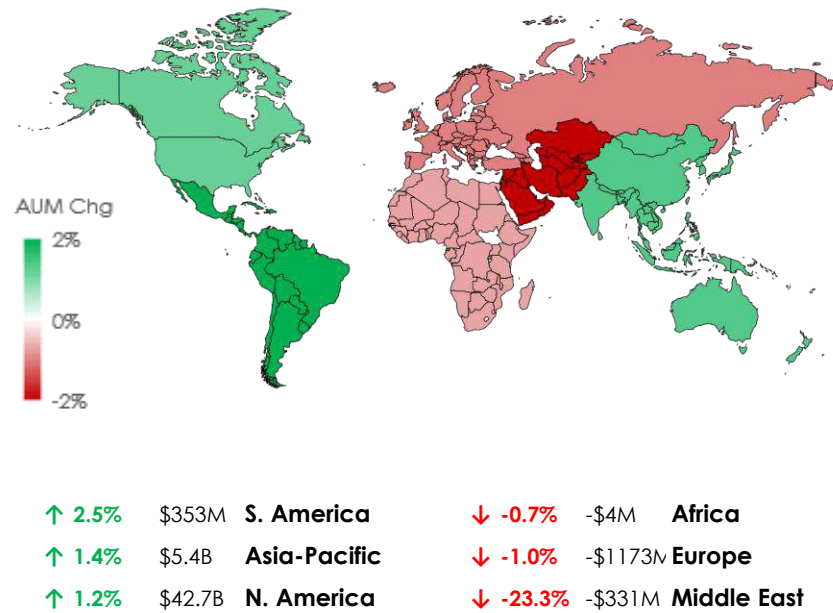 AUM Chg
2%
0%
-2%
↑ 2.5% $353M S. America
↑ 1.4% $5.4B Asia-Pacific
↑ 1.2% $42.7B N. America
↓ -0.7% -$4M Africa
↓ -1.0% -$1173M Europe
↓ -23.3% -$331M Middle East